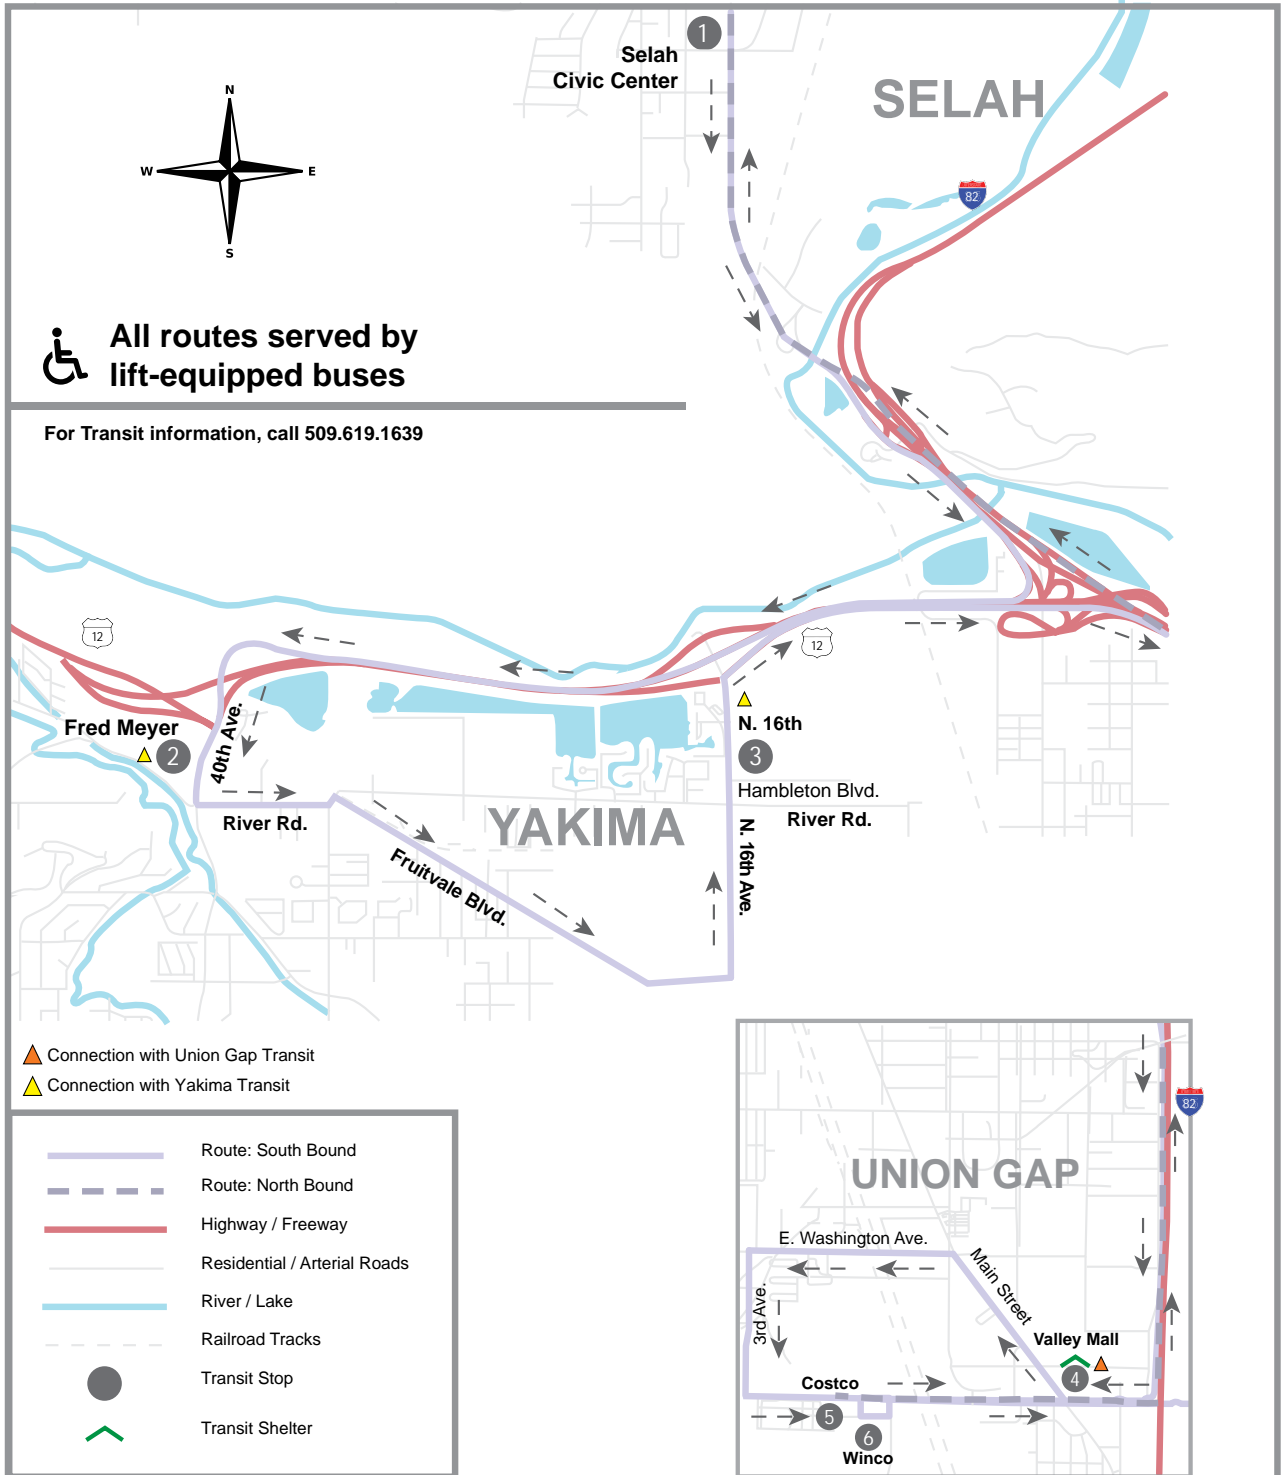 1
Selah
Civic Center
SELAH
N
W
E
S
82
All routes served by
lift-equipped buses
For Transit information, call 509.619.1639
12
12
Fred Meyer
2
40th Ave.
River Rd.
N. 16th
3
Hambleton Blvd.
River Rd.
YAKIMA
Fruitvale Blvd.
N. 16th Ave.
Connection with Union Gap Transit
Connection with Yakima Transit
Route: South Bound
Route: North Bound
Highway / Freeway
Residential / Arterial Roads
River / Lake
Railroad Tracks
Transit Stop
Transit Shelter
82
UNION GAP
E. Washington Ave.
Main Street
3rd Ave.
Valley Mall
4
Costco
5
6
Winco